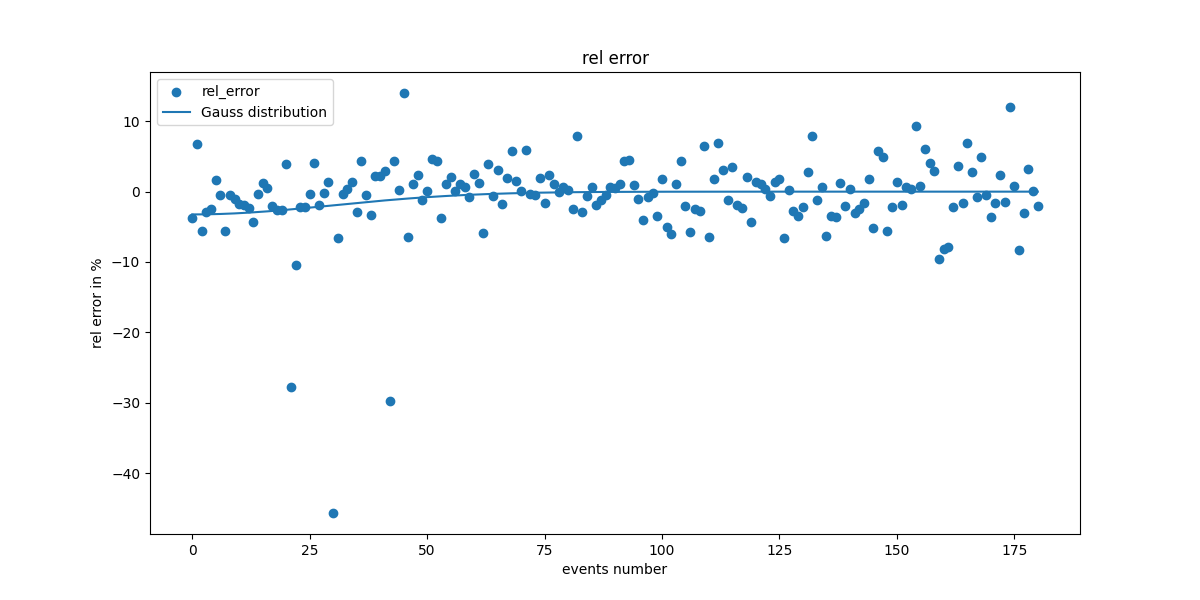 rel error
rel_error
Gauss distribution
rel error in %
10
0
−10
−20
−30
−40
0
25
50
75
100
125
150
175
events number